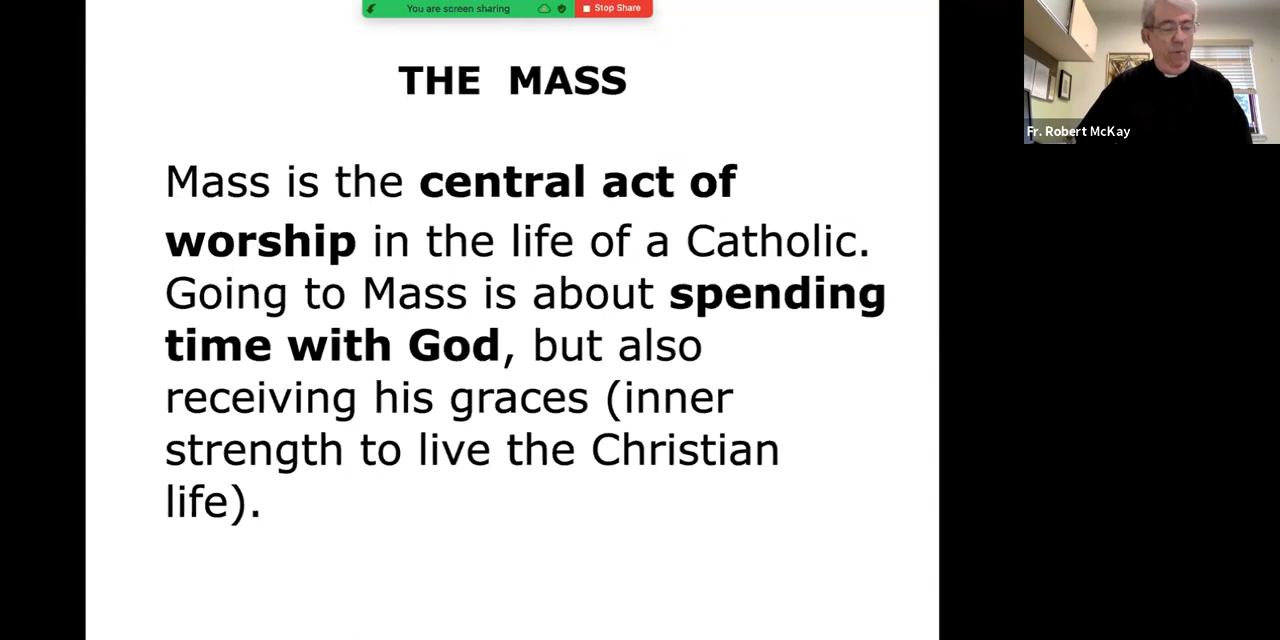 You are screen sharing
Stop Share
THE MASS
Fr. Robert McKay
Mass is the central act of
worship in the life of a Catholic.
Going to Mass is about spending
time with God, but also
receiving his graces (inner
strength to live the Christian
life).